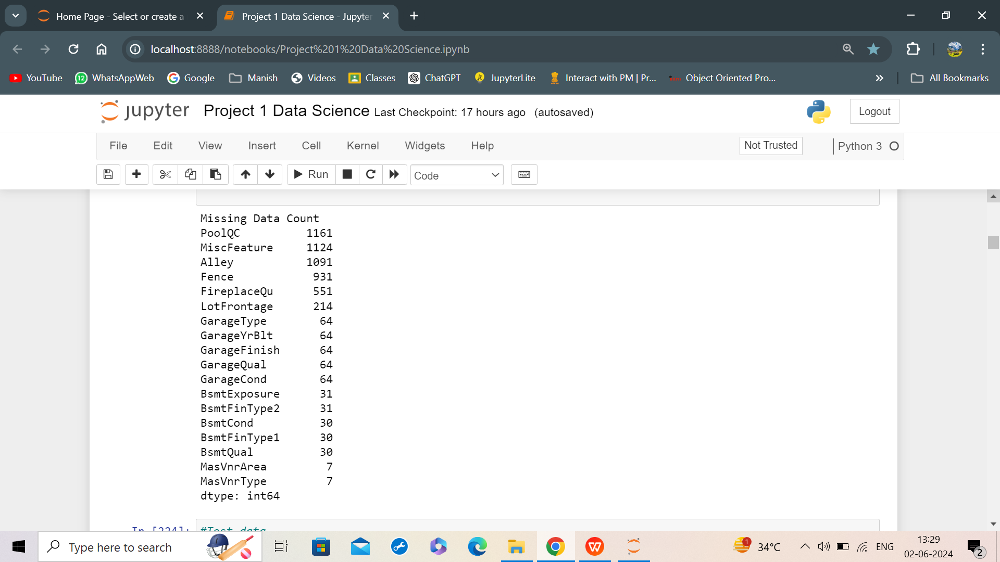 Home Page - Select or create a
Project 1 Data Science - Jupyter
localhost:8888/notebooks/Project%201%20Data%20Science.ipynb
YouTube
12
WhatsAppWeb
Google
Manish
Videos
Classes
ChatGPT
JupyterLite
Interact with PM | Pr...
Object Oriented Pro...
All Bookmarks
jupyter
Project 1 Data Science Last Checkpoint: 17 hours ago (autosaved)
Logout
File Edit View Insert Cell Kernel Widgets Help
Not Trusted
Python 3
Run
Code
Missing Data Count
PoolQC 1161
MiscFeature 1124
Alley 1091
Fence 931
FireplaceQu 551
LotFrontage 214
GarageType 64
GarageYrBlt 64
GarageFinish 64
GarageQual 64
GarageCond 64
BsmtExposure 31
BsmtFinType2 31
BsmtCond 30
BsmtFinType1 30
BsmtQual 30
MasVnrArea 7
MasVnrType 7
dtype: int64
In [224]:
#Test data
Type here to search
1
34°C
ENG
13:29
02-06-2024
2